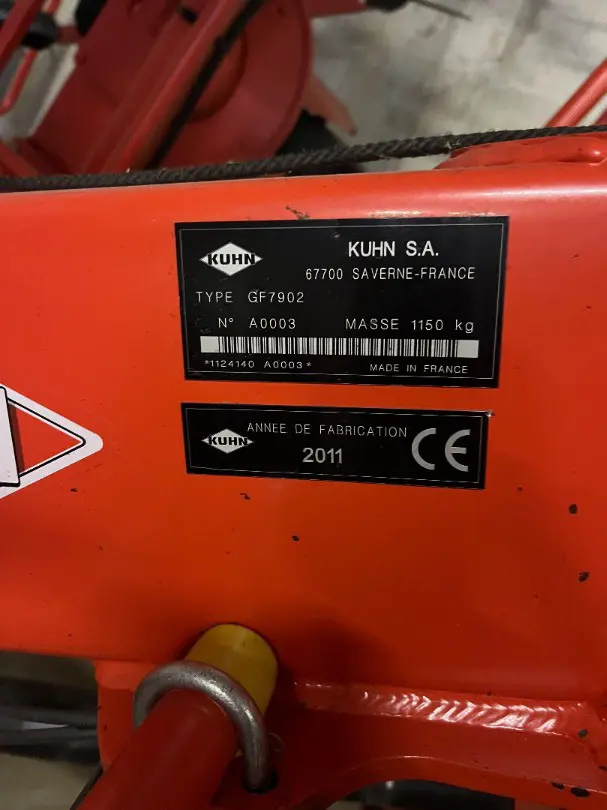 KUHN KUHN S.A.
67700 SAVERNE-FRANCE
TYPE GF7902
N° A0003 MASSE 1150 kg
*1124140 A0003* MADE IN FRANCE
KUHN ANNEE DE FABRICATION
2011 CE